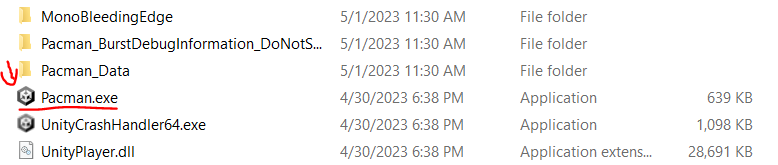 MonoBleedingEdge 5/1/2023 11:30 AM File folder
Pacman_BurstDebugInformation_DoNotS... 5/1/2023 11:30 AM File folder
Pacman_Data 5/1/2023 11:30 AM File folder
Pacman.exe 4/30/2023 6:38 PM Application 639 KB
UnityCrashHandler64.exe 4/30/2023 6:38 PM Application 1,098 KB
UnityPlayer.dll 4/30/2023 6:38 PM Application extens... 28,691 KB